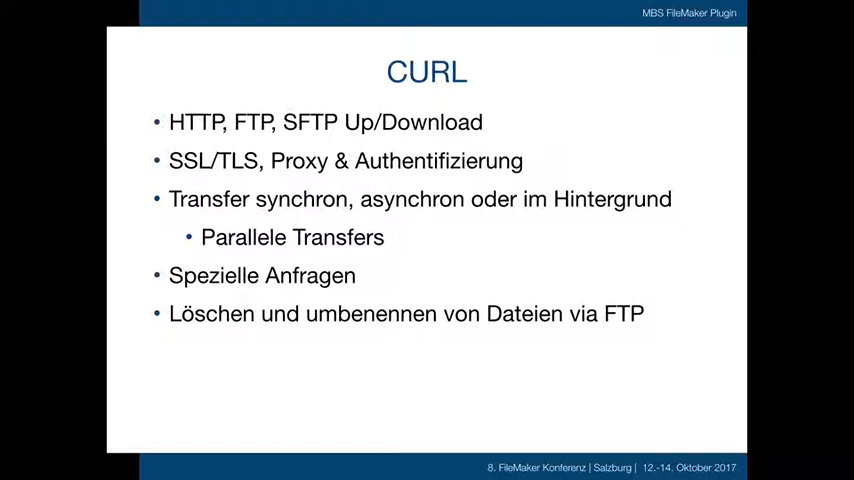 MBS FileMaker Plugin
CURL
• HTTP, FTP, SFTP Up/Download
• SSL/TLS, Proxy & Authentifizierung
• Transfer synchron, asynchron oder im Hintergrund
• Parallele Transfers
• Spezielle Anfragen
• Löschen und umbenennen von Dateien via FTP
8. FileMaker Konferenz | Salzburg | 12.-14. Oktober 2017